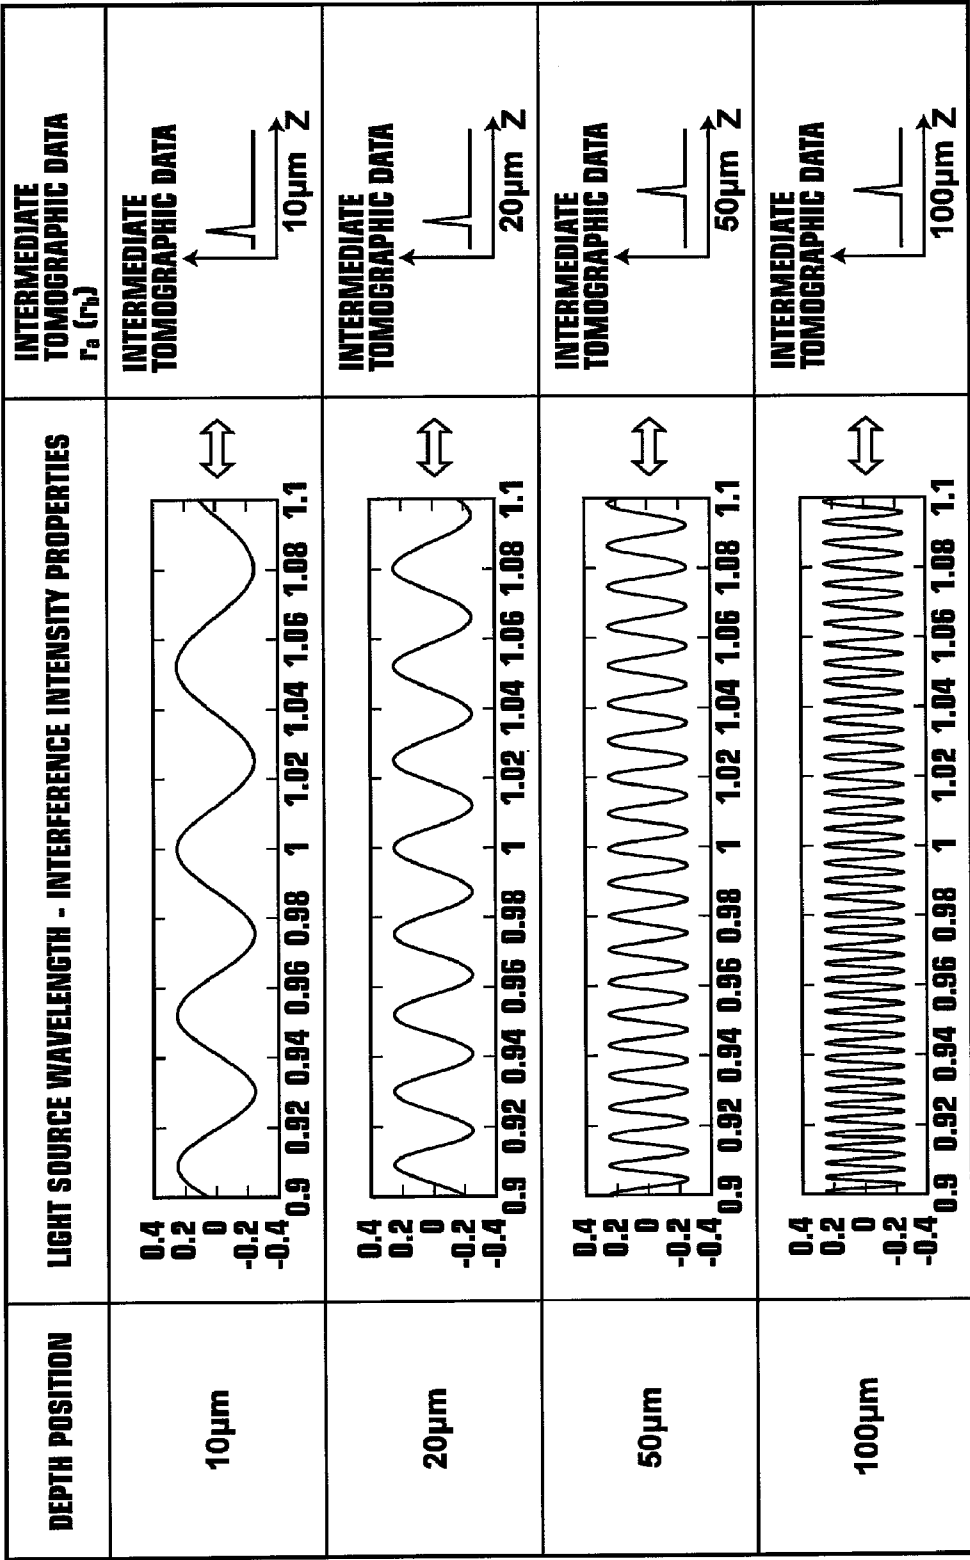 DEPTH POSITION
LIGHT SOURCE WAVELENGTH - INTERFERENCE INTENSITY PROPERTIES
INTERMEDIATE
TOMOGRAPHIC DATA
rₐ (r_b)
10µm
0.4
0.2
0
-0.2
-0.4
0.9 0.92 0.94 0.96 0.98 1 1.02 1.04 1.06 1.08 1.1
INTERMEDIATE
TOMOGRAPHIC DATA
10µm Z
20µm
0.4
0.2
0
-0.2
-0.4
0.9 0.92 0.94 0.96 0.98 1 1.02 1.04 1.06 1.08 1.1
INTERMEDIATE
TOMOGRAPHIC DATA
20µm Z
50µm
0.4
0.2
0
-0.2
-0.4
0.9 0.92 0.94 0.96 0.98 1 1.02 1.04 1.06 1.08 1.1
INTERMEDIATE
TOMOGRAPHIC DATA
50µm Z
100µm
0.4
0.2
0
-0.2
-0.4
0.9 0.92 0.94 0.96 0.98 1 1.02 1.04 1.06 1.08 1.1
INTERMEDIATE
TOMOGRAPHIC DATA
100µm Z